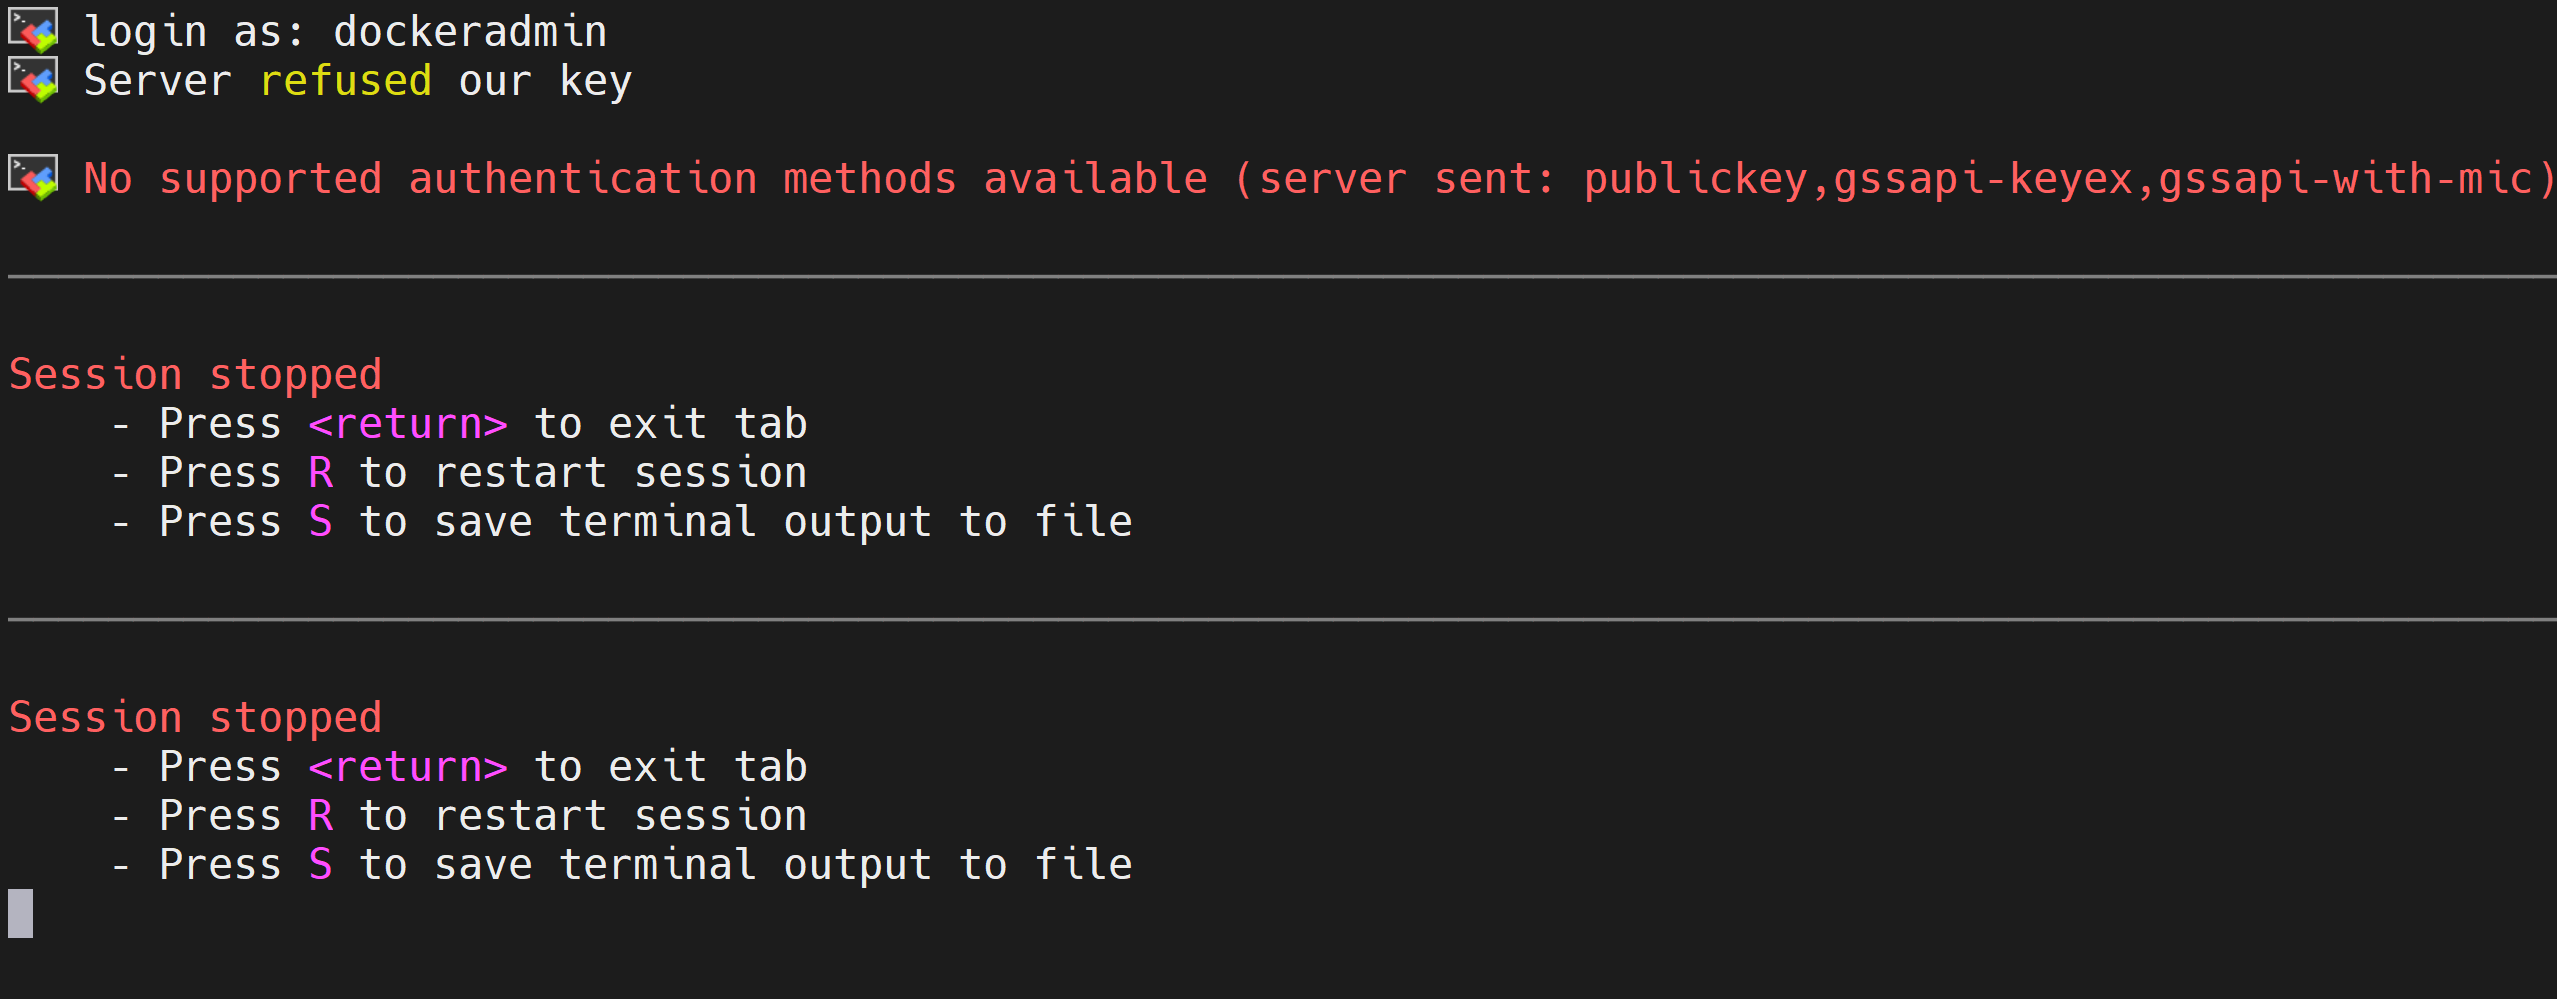 login as: dockeradmin
Server refused our key
No supported authentication methods available (server sent: publickey,gssapi-keyex,gssapi-with-mic)
Session stopped
- Press <return> to exit tab
- Press R to restart session
- Press S to save terminal output to file
Session stopped
- Press <return> to exit tab
- Press R to restart session
- Press S to save terminal output to file